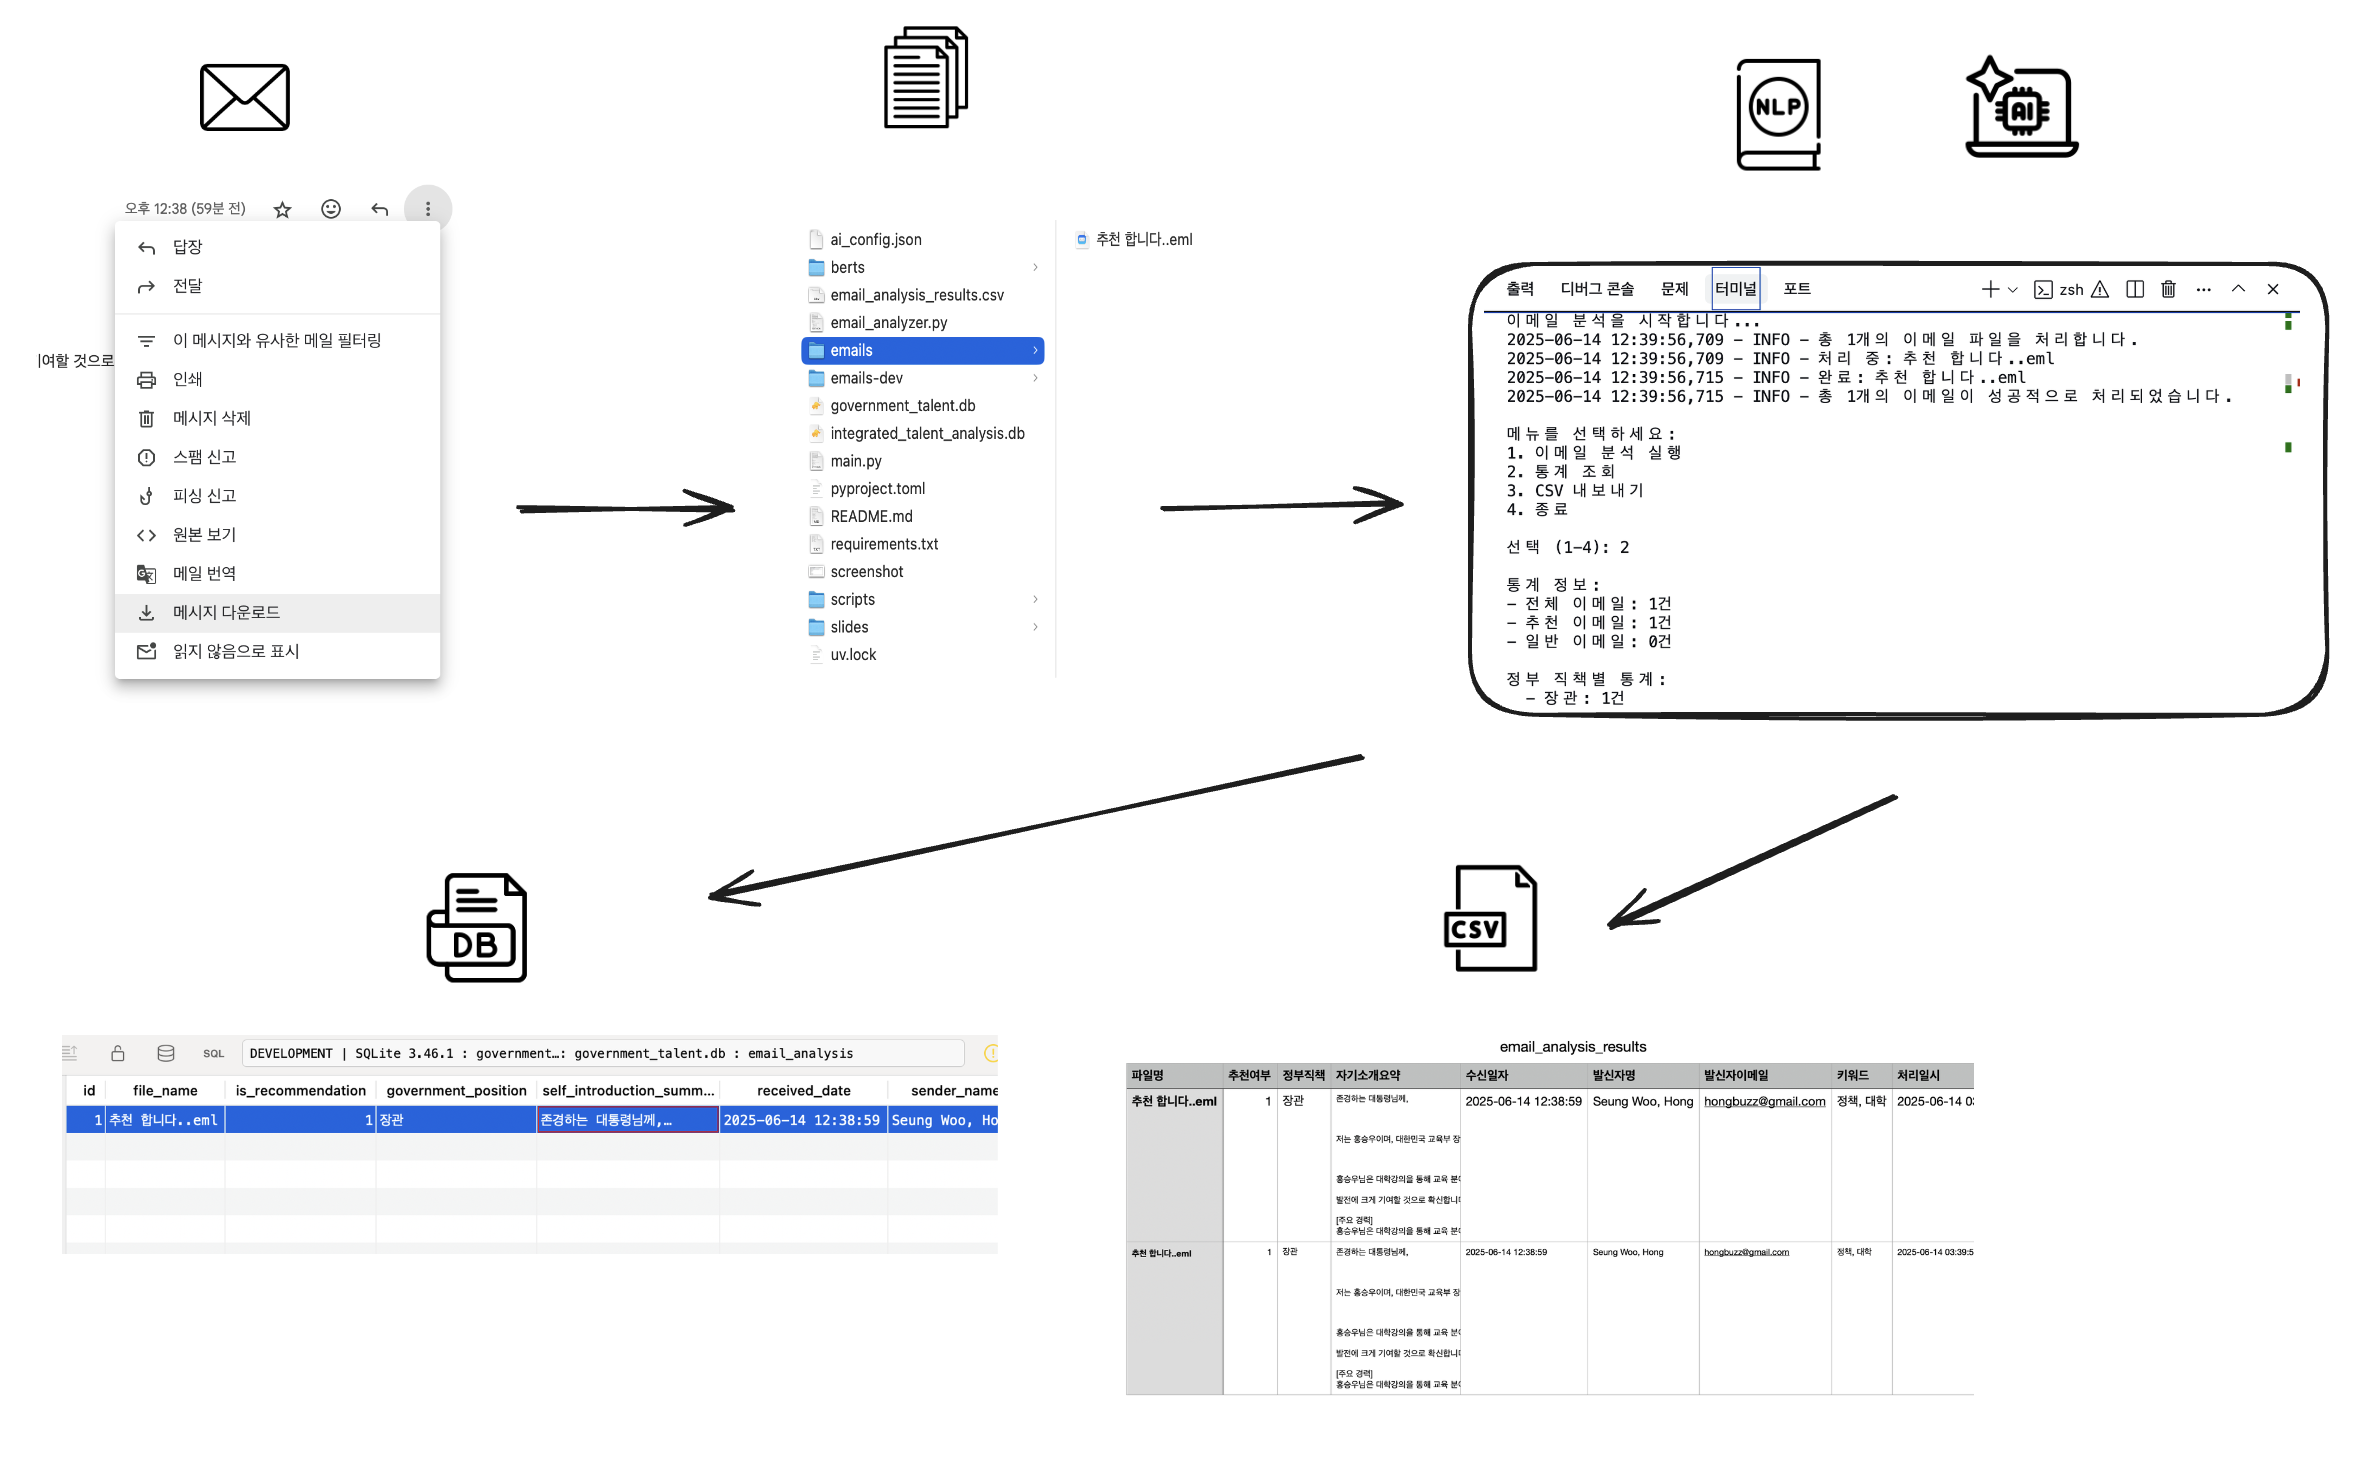 NLP
AI
오후 12:38 (59분 전)
답장
전달
이 메시지와 유사한 메일 필터링
여할 것으로
인쇄
메시지 삭제
스팸 신고
피싱 신고
원본 보기
메일 번역
메시지 다운로드
읽지 않음으로 표시
ai_config.json
berts
email_analysis_results.csv
email_analyzer.py
emails
emails-dev
government_talent.db
integrated_talent_analysis.db
main.py
pyproject.toml
README.md
requirements.txt
screenshot
scripts
slides
uv.lock
추천 합니다..eml
출력 디버그 콘솔 문제 터미널 포트 zsh
이메일 분석을 시작합니다...
2025-06-14 12:39:56,709 - INFO - 총 1개의 이메일 파일을 처리합니다.
2025-06-14 12:39:56,709 - INFO - 처리 중: 추천 합니다..eml
2025-06-14 12:39:56,715 - INFO - 완료: 추천 합니다..eml
2025-06-14 12:39:56,715 - INFO - 총 1개의 이메일이 성공적으로 처리되었습니다.
메뉴를 선택하세요:
1. 이메일 분석 실행
2. 통계 조회
3. CSV 내보내기
4. 종료
선택 (1-4): 2
통계 정보:
- 전체 이메일: 1건
- 추천 이메일: 1건
- 일반 이메일: 0건
정부 직책별 통계:
- 장관: 1건
DB
SQL DEVELOPMENT | SQLite 3.46.1 : government…: government_talent.db : email_analysis
id file_name is_recommendation government_position self_introduction_summ... received_date sender_name
1 추천 합니다..eml 1 장관 존경하는 대통령님께,… 2025-06-14 12:38:59 Seung Woo, Ho
CSV
email_analysis_results
파일명 추천여부 정부직책 자기소개요약 수신일자 발신자명 발신자이메일 키워드 처리일시
추천 합니다..eml 1 장관 존경하는 대통령님께, 2025-06-14 12:38:59 Seung Woo, Hong hongbuzz@gmail.com 정책, 대학 2025-06-14 03
저는 홍승우이며, 대한민국 교육부 장
홍승우님은 대학강의을 통해 교육 분야
발전에 크게 기여할 것으로 확신합니다
[주요 경력]
홍승우님은 대학강의을 통해 교육 분야
추천 합니다..eml 1 장관 존경하는 대통령님께, 2025-06-14 12:38:59 Seung Woo, Hong hongbuzz@gmail.com 정책, 대학 2025-06-14 03:39:5
저는 홍승우이며, 대한민국 교육부 장
홍승우님은 대학강의을 통해 교육 분야
발전에 크게 기여할 것으로 확신합니다
[주요 경력]
홍승우님은 대학강의을 통해 교육 분야